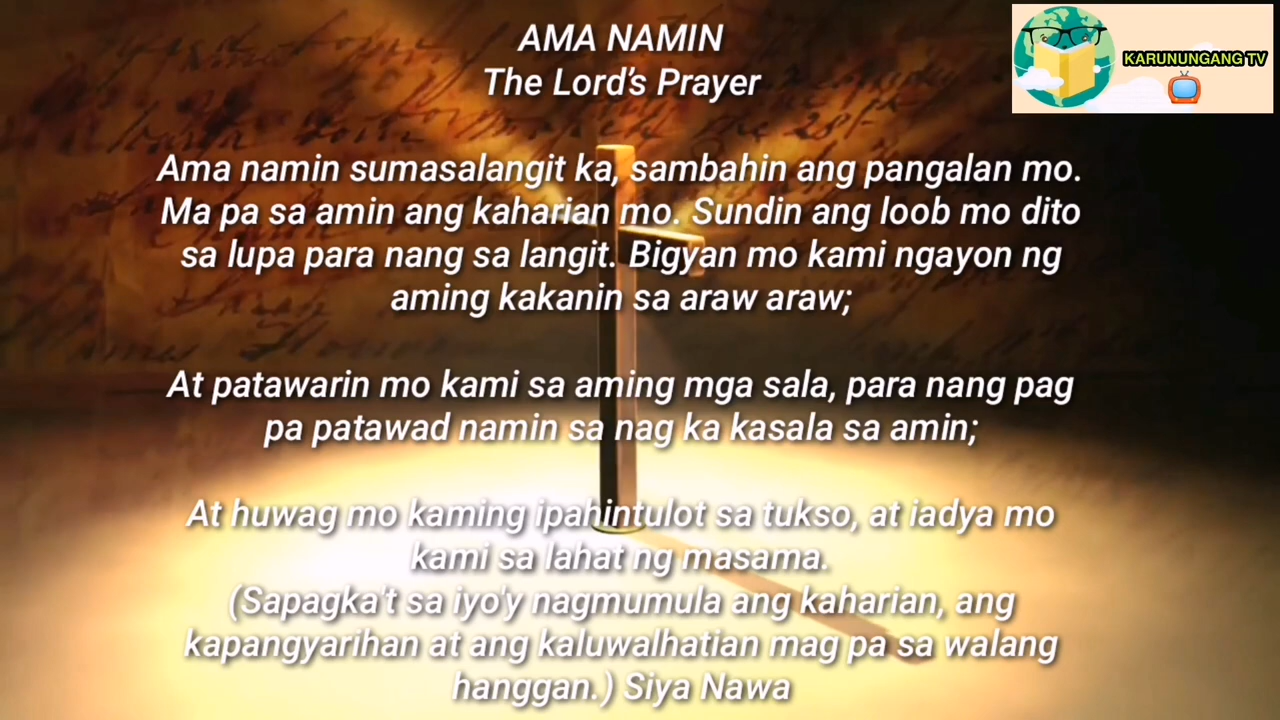 AMA NAMIN
The Lord's Prayer
KARUNUNGANG TV
Ama namin sumasalangit ka, sambahin ang pangalan mo.
Ma pa sa amin ang kaharian mo. Sundin ang loob mo dito
sa lupa para nang sa langit. Bigyan mo kami ngayon ng
aming kakanin sa araw araw;
At patawarin mo kami sa aming mga sala, para nang pag
pa patawad namin sa nag ka kasala sa amin;
At huwag mo kaming ipahintulot sa tukso, at iadya mo
kami sa lahat ng masama.
(Sapagka't sa iyo'y nagmumula ang kaharian, ang
kapangyarihan at ang kaluwalhatian mag pa sa walang
hanggan.) Siya Nawa